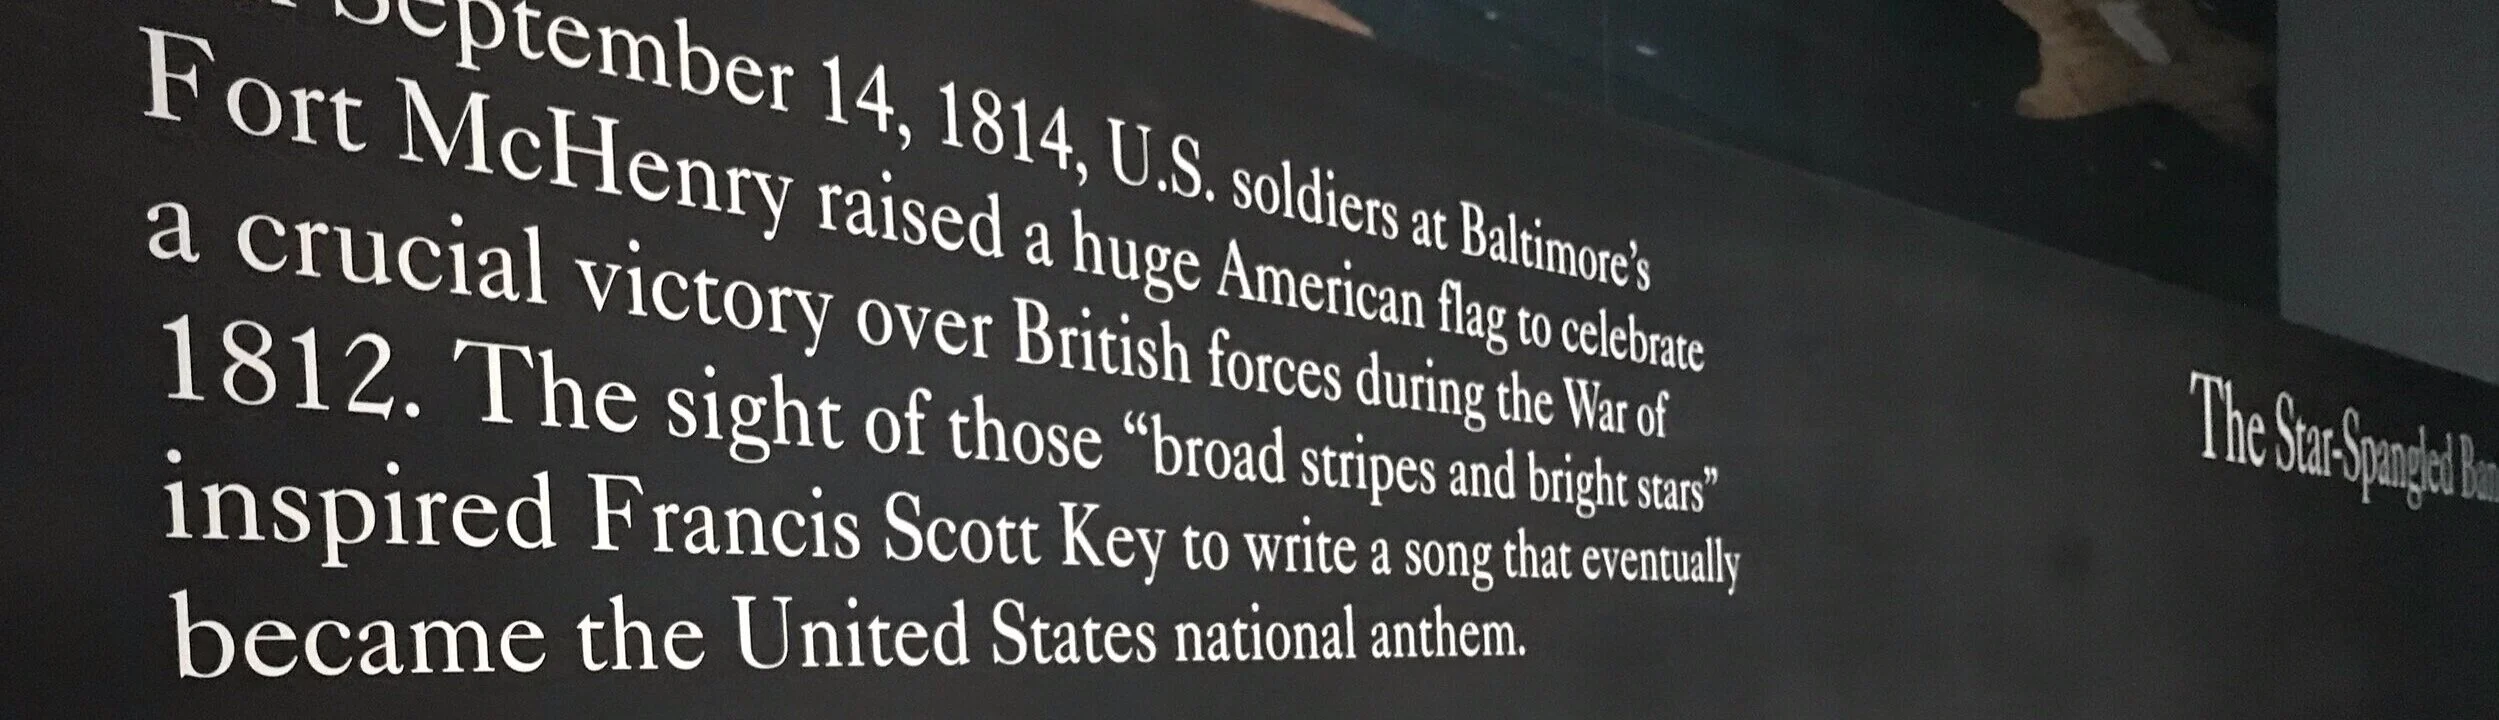 September 14, 1814, U.S. soldiers at Baltimore’s
Fort McHenry raised a huge American flag to celebrate
a crucial victory over British forces during the War of
1812. The sight of those “broad stripes and bright stars”
inspired Francis Scott Key to write a song that eventually
became the United States national anthem.
The Star-Spangled